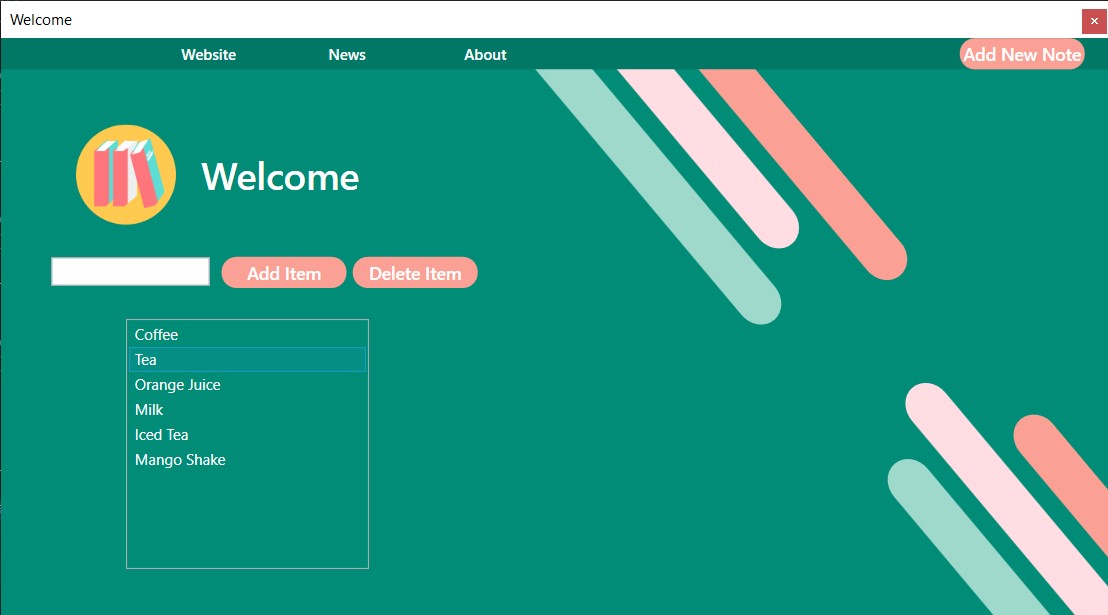 Welcome
Website News About Add New Note
Welcome
Add Item Delete Item
Coffee
Tea
Orange Juice
Milk
Iced Tea
Mango Shake